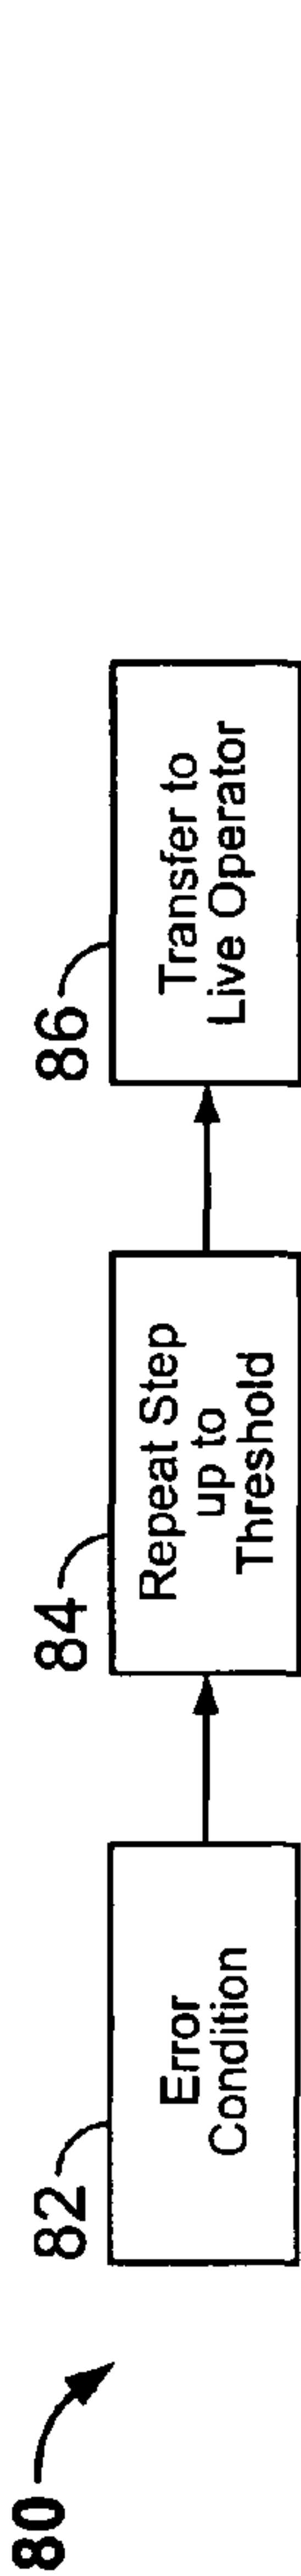 80
82
Error
Condition
84
Repeat Step
up to
Threshold
86
Transfer to
Live Operator